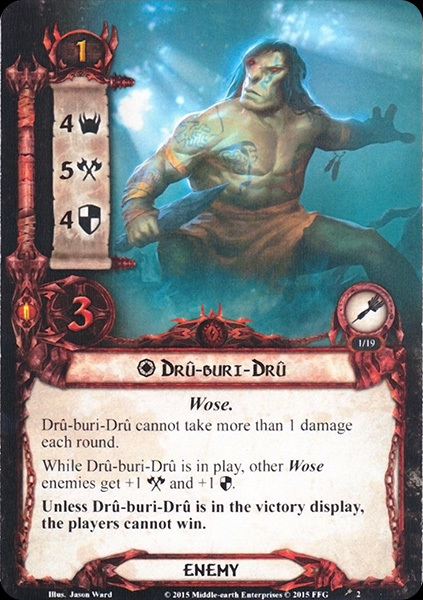 1
4
5
4
3
1/19
DRÛ-BURI-DRÛ
Wose.
Drû-buri-Drû cannot take more than 1 damage
each round.
While Drû-buri-Drû is in play, other Wose
enemies get +1 and +1 .
Unless Drû-buri-Drû is in the victory display,
the players cannot win.
ENEMY
Illus. Jason Ward © 2015 Middle-earth Enterprises © 2015 FFG 2